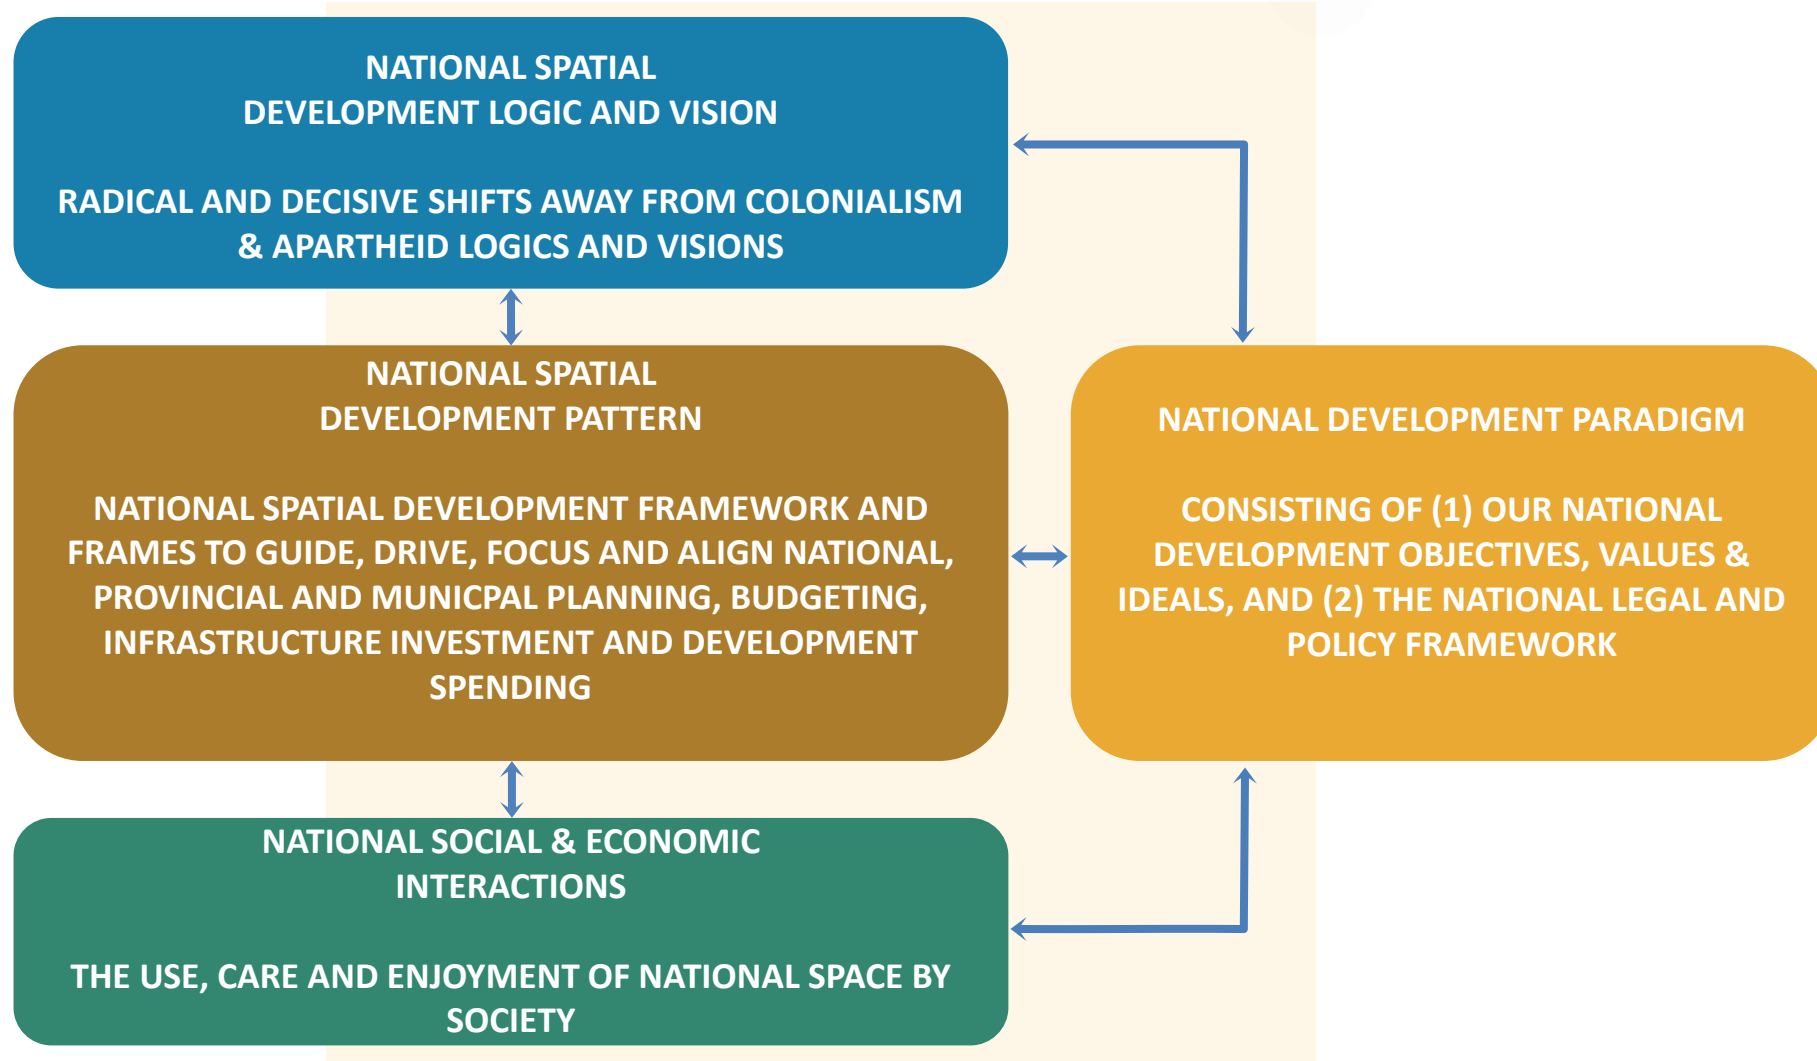 NATIONAL SPATIAL
DEVELOPMENT LOGIC AND VISION
RADICAL AND DECISIVE SHIFTS AWAY FROM COLONIALISM
& APARTHEID LOGICS AND VISIONS
NATIONAL SPATIAL
DEVELOPMENT PATTERN
NATIONAL SPATIAL DEVELOPMENT FRAMEWORK AND
FRAMES TO GUIDE, DRIVE, FOCUS AND ALIGN NATIONAL,
PROVINCIAL AND MUNICPAL PLANNING, BUDGETING,
INFRASTRUCTURE INVESTMENT AND DEVELOPMENT
SPENDING
NATIONAL DEVELOPMENT PARADIGM
CONSISTING OF (1) OUR NATIONAL
DEVELOPMENT OBJECTIVES, VALUES &
IDEALS, AND (2) THE NATIONAL LEGAL AND
POLICY FRAMEWORK
NATIONAL SOCIAL & ECONOMIC
INTERACTIONS
THE USE, CARE AND ENJOYMENT OF NATIONAL SPACE BY
SOCIETY